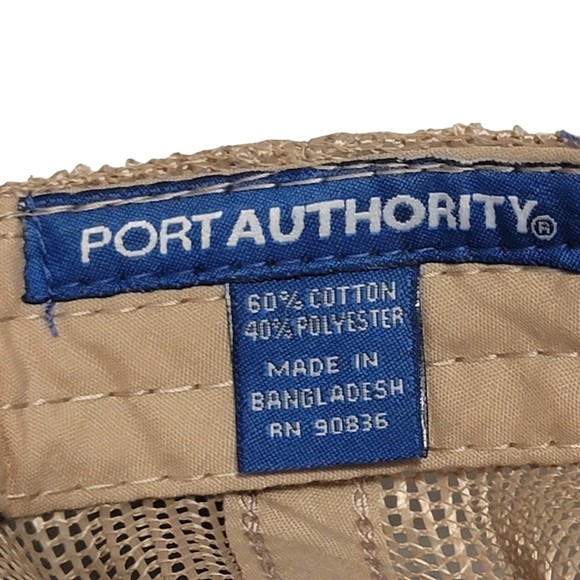 PORT AUTHORITY®
60% COTTON
40% POLYESTER
MADE IN
BANGLADESH
RN 90836